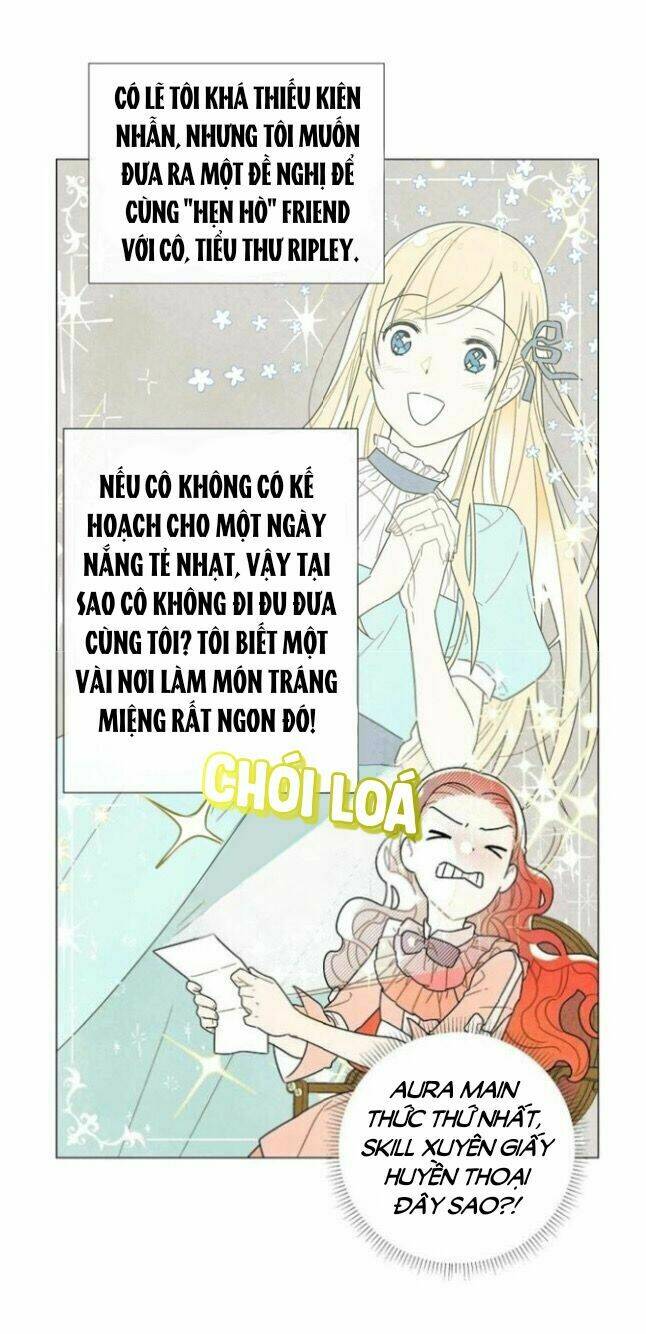 CÓ LẼ TÔI KHÁ THIẾU KIÊN
NHẪN, NHƯNG TÔI MUỐN
ĐƯA RA MỘT ĐỀ NGHỊ ĐỂ
CÙNG "HẸN HÒ" FRIEND
VỚI CÔ, TIỂU THƯ RIPLEY.
NẾU CÔ KHÔNG CÓ KẾ
HOẠCH CHO MỘT NGÀY
NẮNG TẺ NHẠT, VẬY TẠI
SAO CÔ KHÔNG ĐI ĐU ĐƯA
CÙNG TÔI? TÔI BIẾT MỘT
VÀI NƠI LÀM MÓN TRÁNG
MIỆNG RẤT NGON ĐÓ!
CHÓI LOÁ
AURA MAIN
THỨC THỨ NHẤT,
SKILL XUYÊN GIẤY
HUYỀN THOẠI
ĐÂY SAO?!